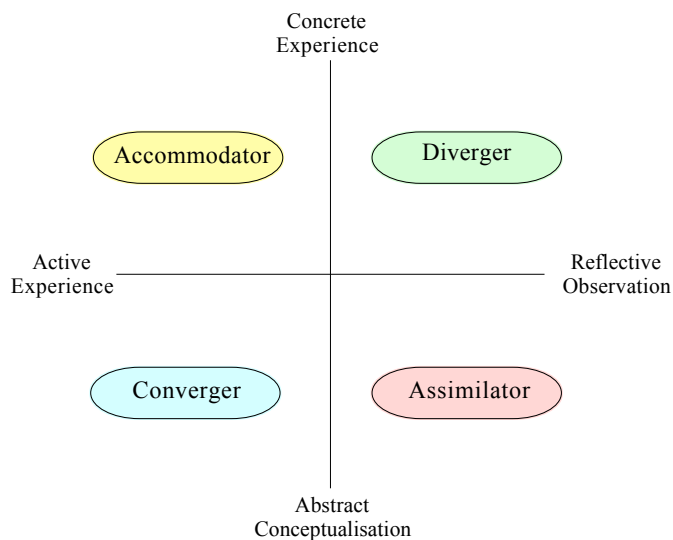 Concrete
Experience
Accommodator
Diverger
Active
Experience
Reflective
Observation
Converger
Assimilator
Abstract
Conceptualisation